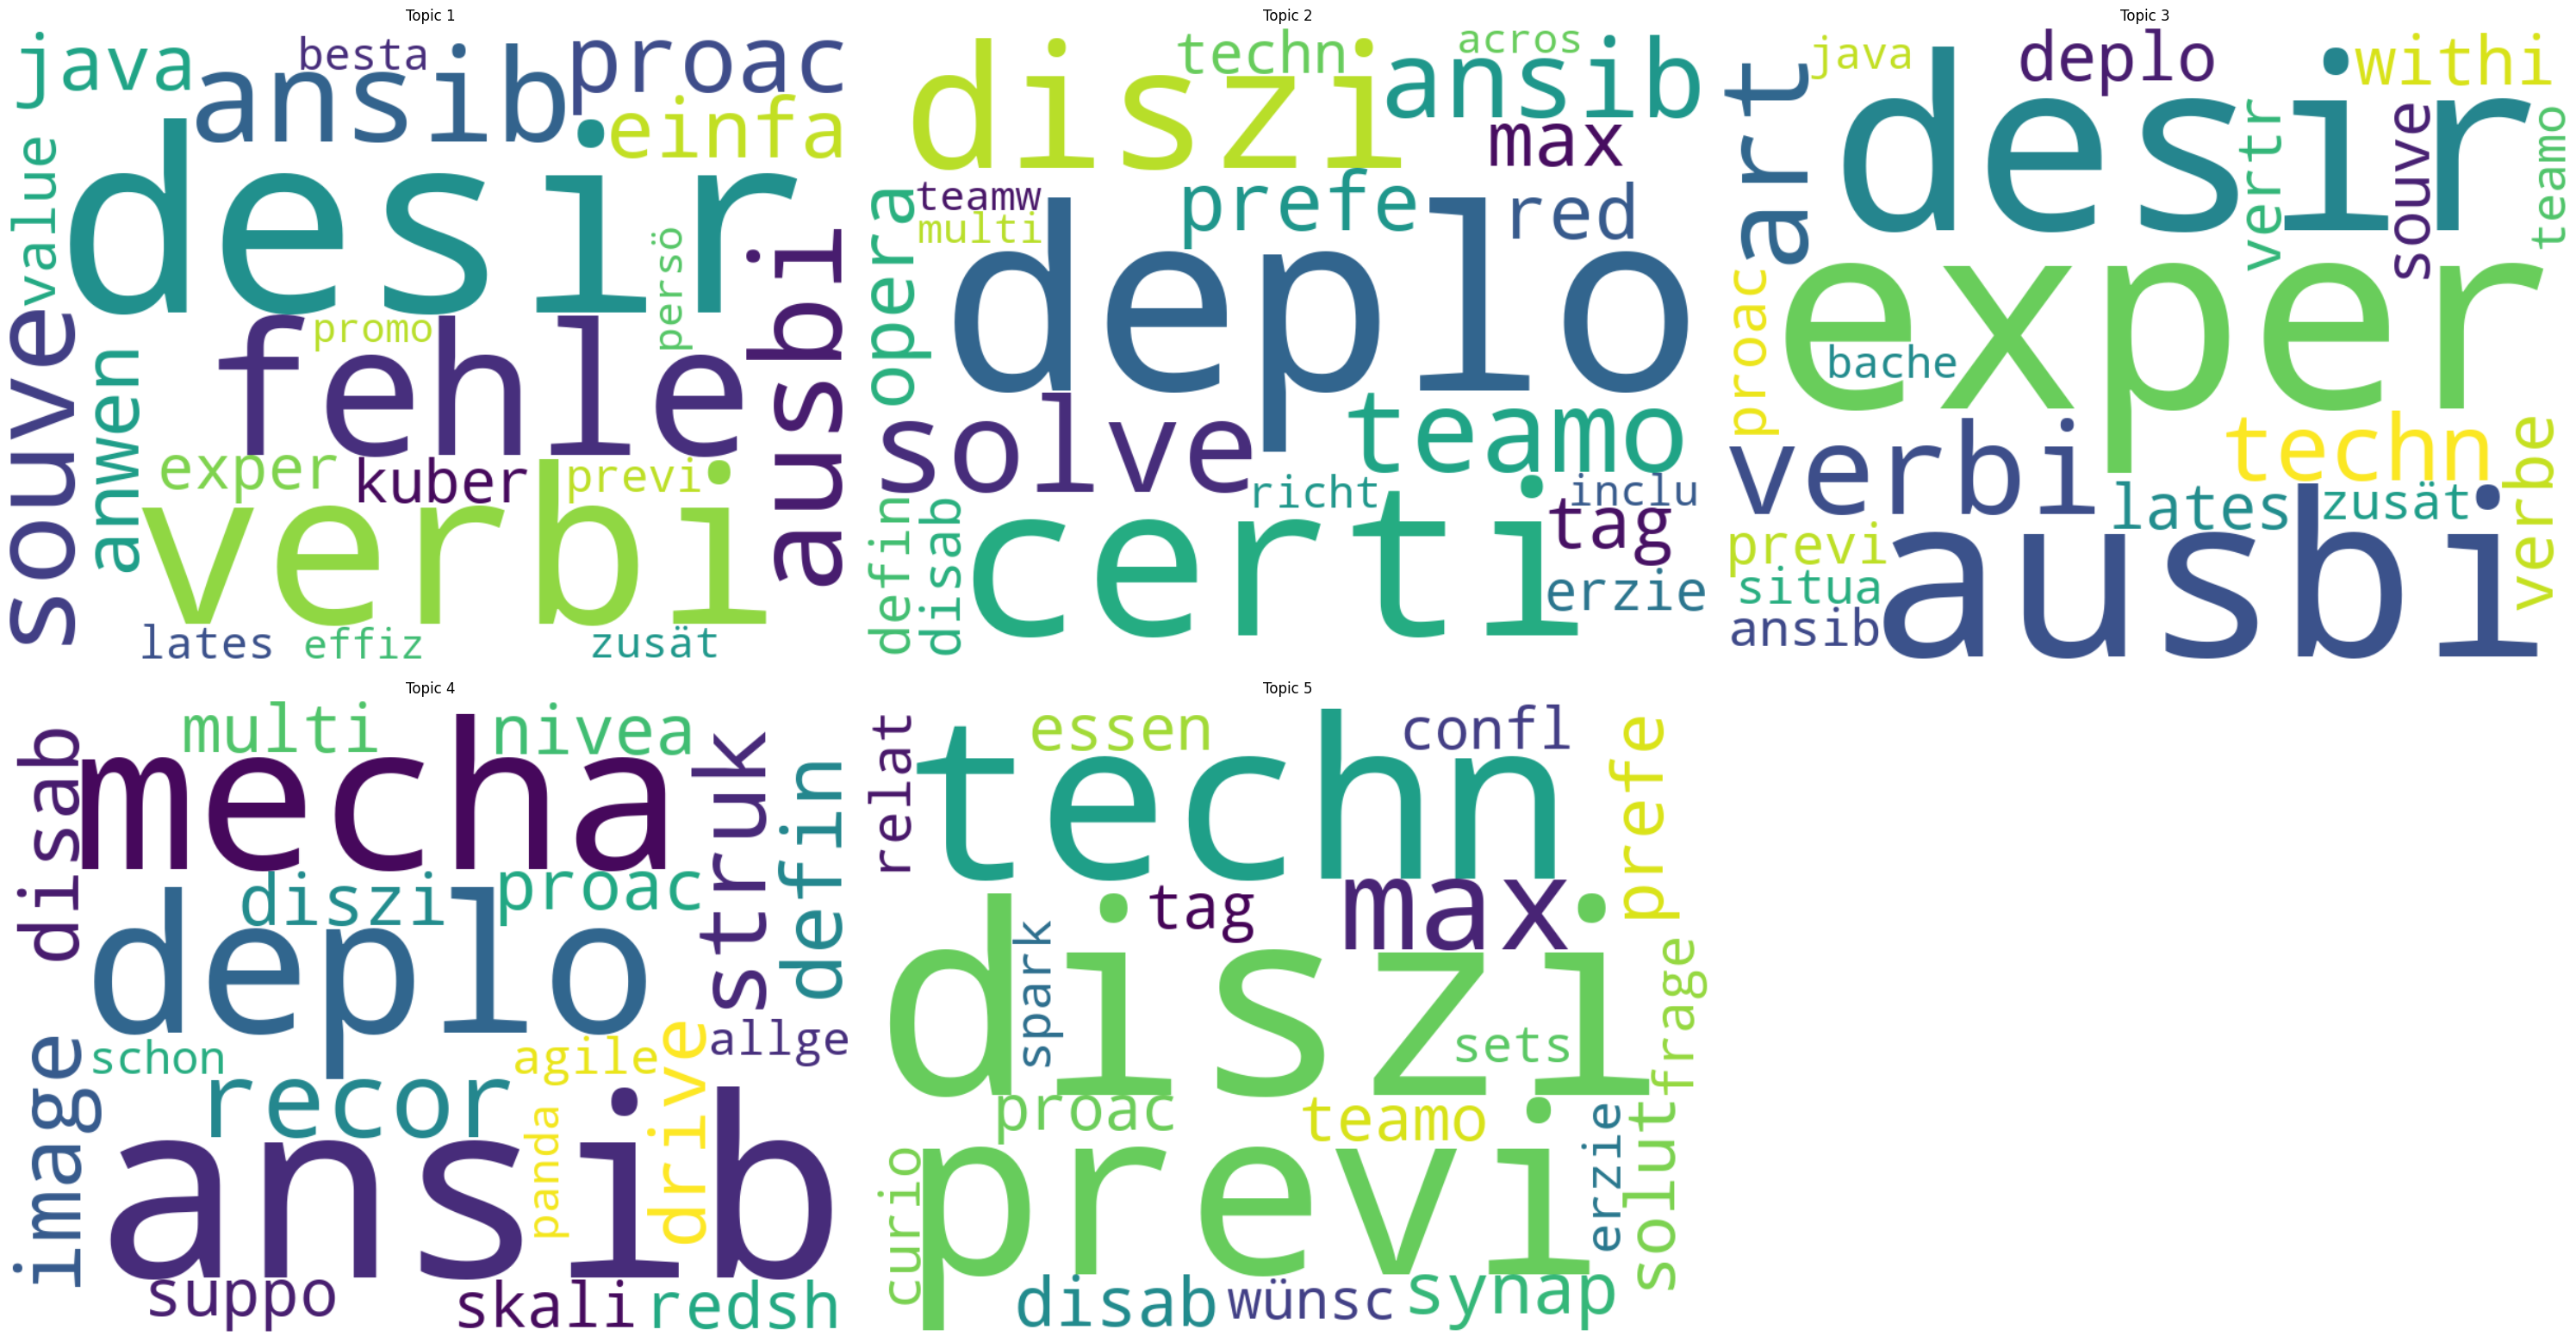 Topic 1
java
besta
ansib
proac
einfa
value
desir
persö
souve
promo
fehle
ausbi
anwen
exper
kuber
previ
verbi
lates
effiz
zusät
Topic 2
diszi
techn
acros
ansib
max
teamw
multi
prefe
red
opera
deplo
solve
teamo
richt
inclu
tag
defin
disab
certi
erzie
Topic 3
java
deplo
withi
art
desir
vertr
souve
teamo
proac
exper
bache
verbi
techn
lates
zusät
verbe
previ
situa
ansib
ausbi
Topic 4
disab
multi
nivea
mecha
struk
defin
diszi
proac
deplo
allge
schon
agile
image
recor
drive
panda
ansib
suppo
skali
redsh
Topic 5
relat
essen
confl
prefe
techn
tag
max
spark
diszi
sets
frage
proac
teamo
erzie
solut
curio
previ
disab
wünsc
synap